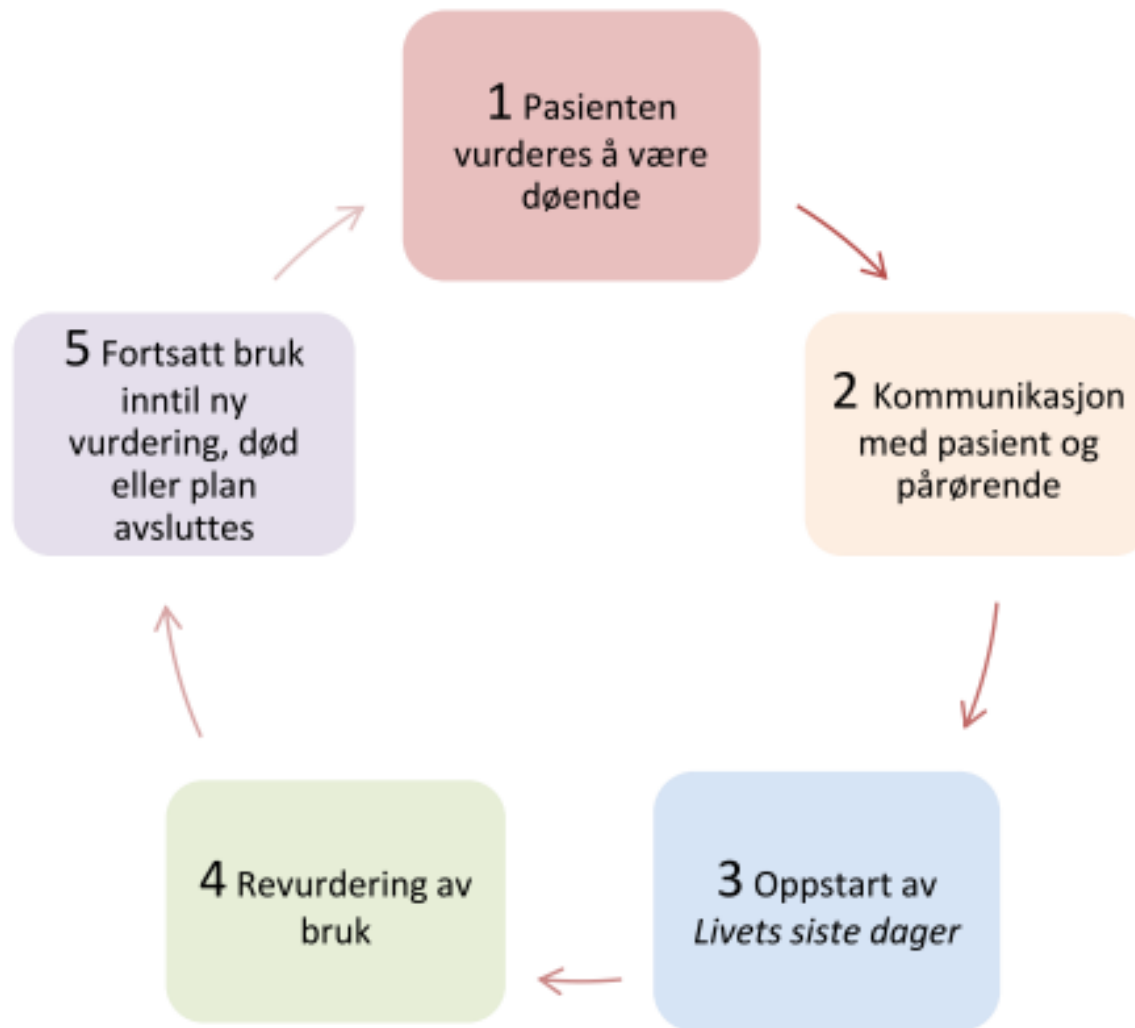 1 Pasienten
vurderes å være
døende
2 Kommunikasjon
med pasient og
pårørende
3 Oppstart av
Livets siste dager
4 Revurdering av
bruk
5 Fortsatt bruk
inntil ny
vurdering, død
eller plan
avsluttes